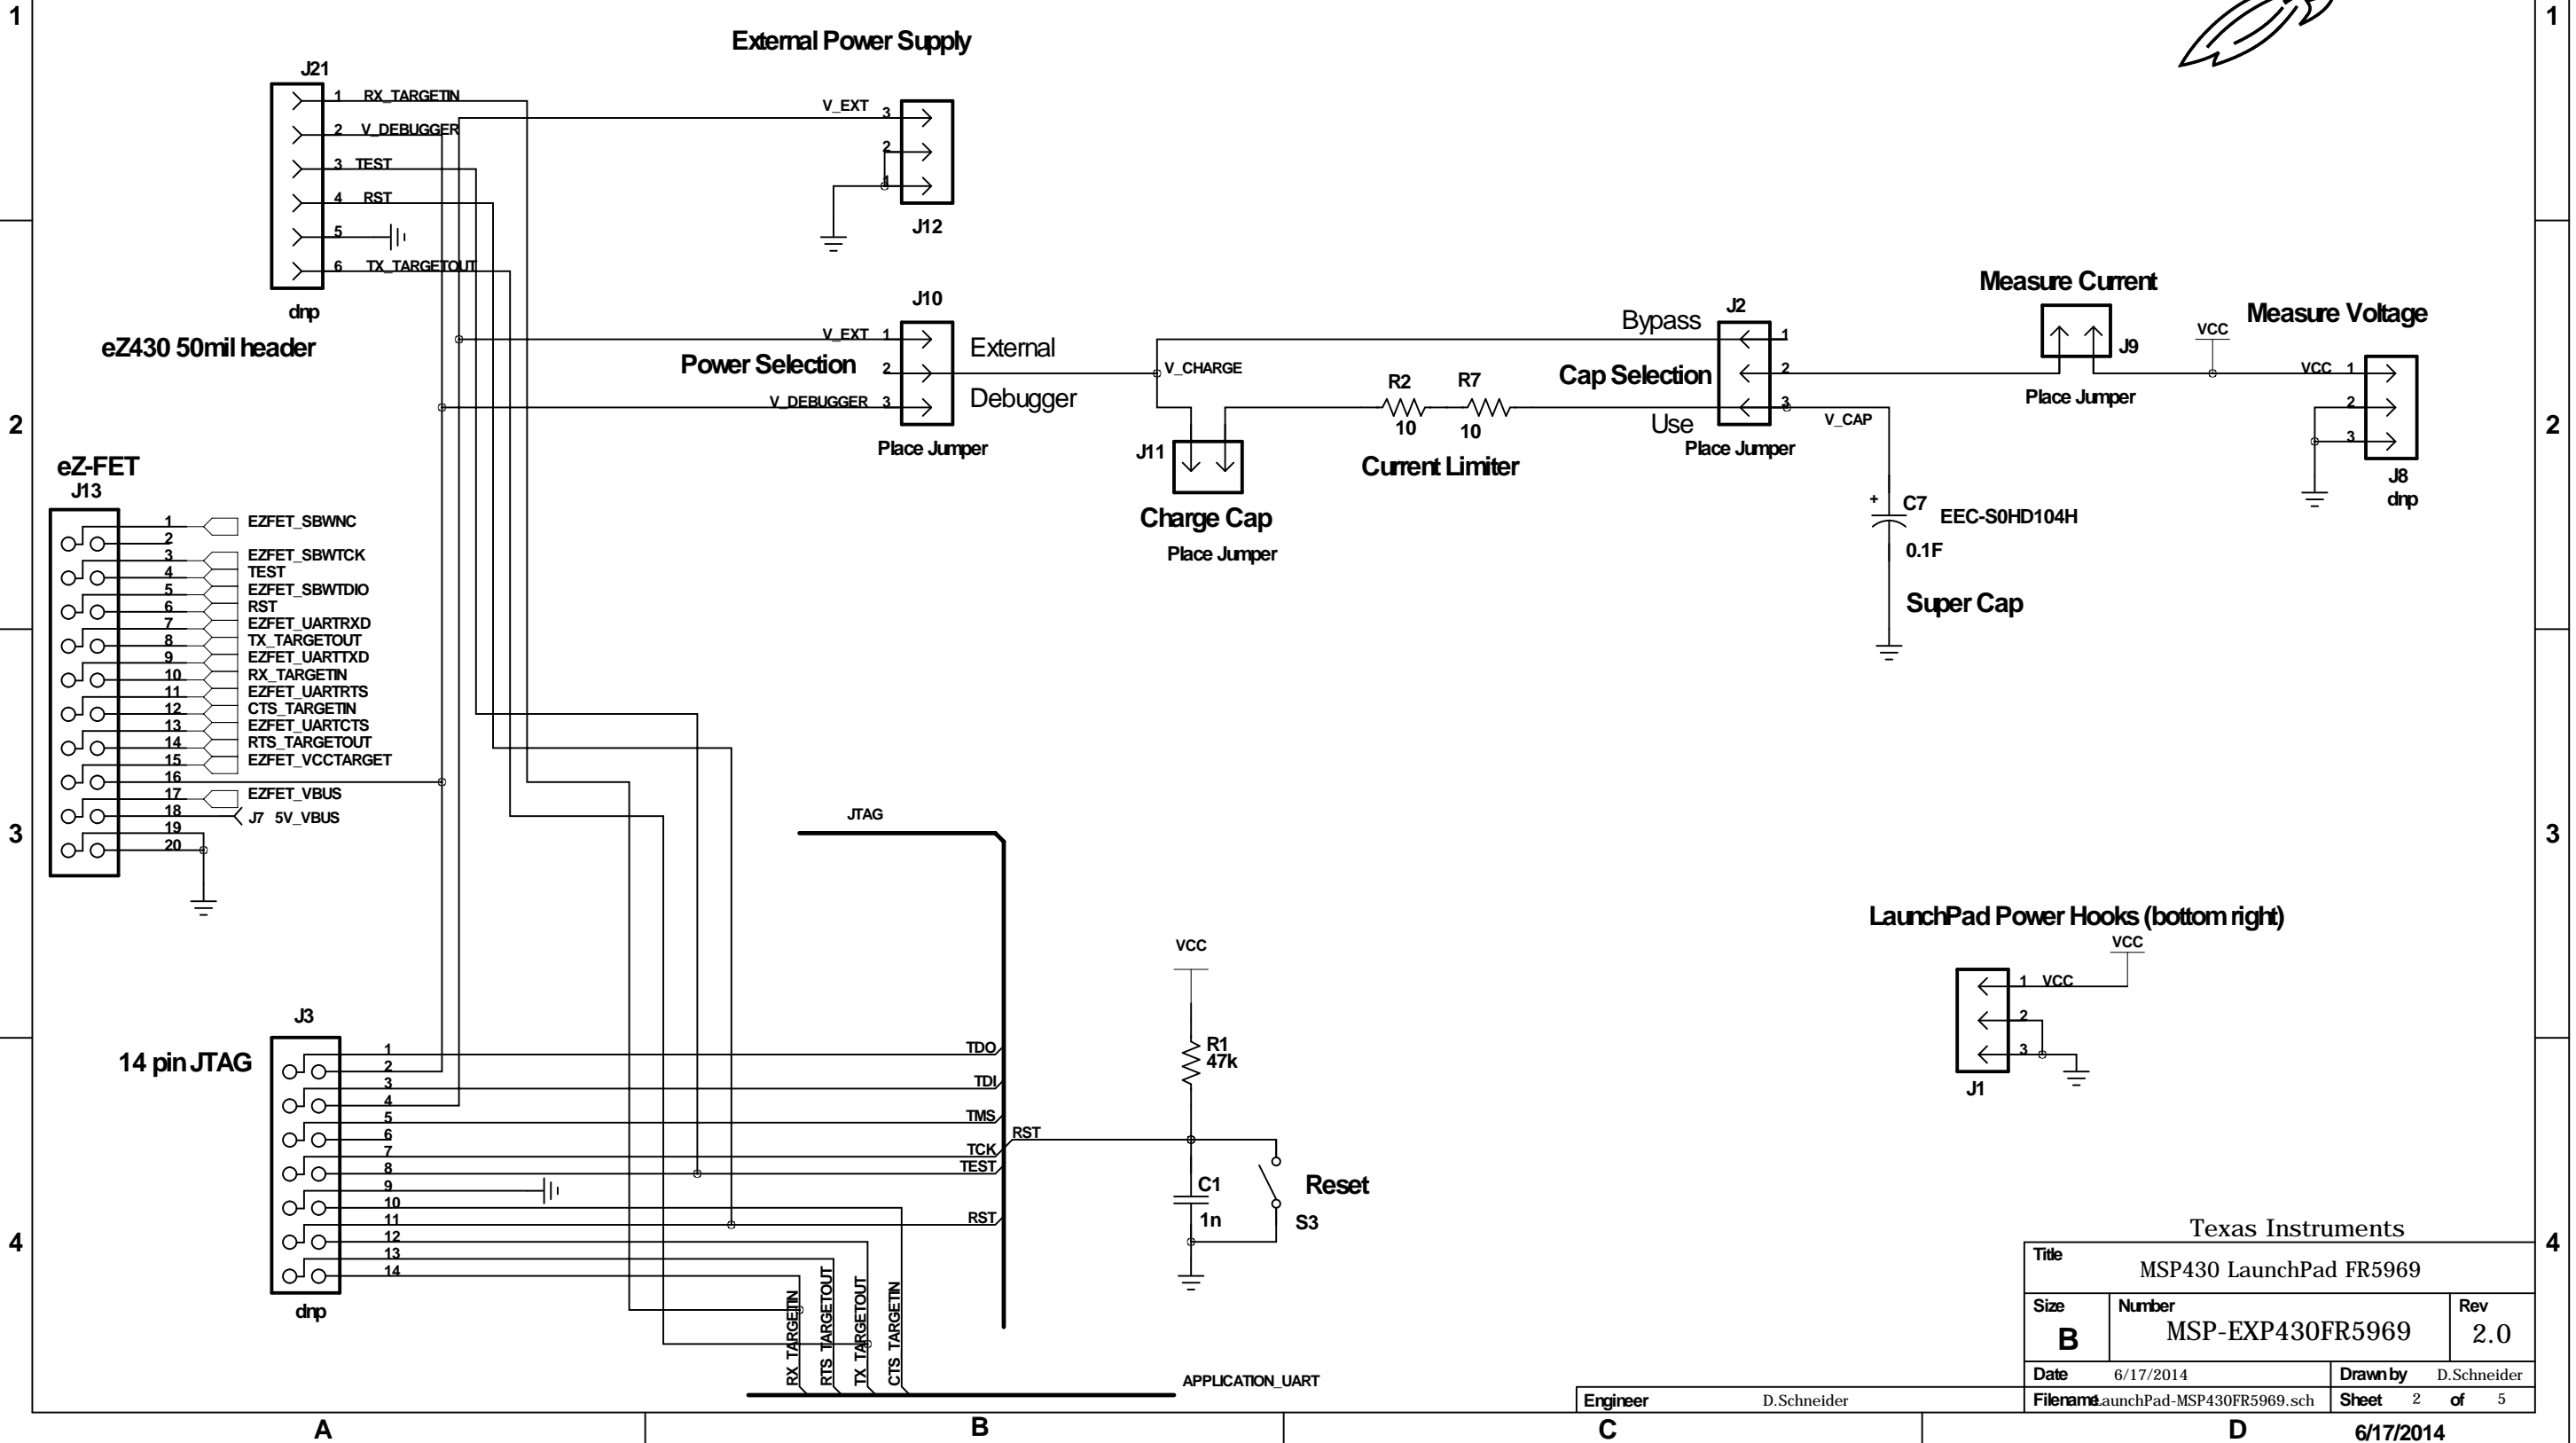 1
1
External Power Supply
J21
1 RX_TARGETIN
2 V_DEBUGGER
3 TEST
4 RST
5
6 TX_TARGETOUT
dnp
eZ430 50mil header
V_EXT 3
2
1
J12
J10
V_EXT 1
Power Selection 2
V_DEBUGGER 3
External
Debugger
Place Jumper
V_CHARGE
J11
Charge Cap
Place Jumper
R2
10
R7
10
Current Limiter
Bypass
J2
1
Cap Selection
2
3
Use
Place Jumper
V_CAP
+
C7
EEC-S0HD104H
0.1F
Super Cap
Measure Current
J9
Place Jumper
VCC
Measure Voltage
VCC 1
2
3
J8
dnp
2
2
eZ-FET
J13
1 EZFET_SBWNC
2
3 EZFET_SBWTCK
4 TEST
5 EZFET_SBWTDIO
6 RST
7 EZFET_UARTRXD
8 TX_TARGETOUT
9 EZFET_UARTTXD
10 RX_TARGETIN
11 EZFET_UARTRTS
12 CTS_TARGETIN
13 EZFET_UARTCTS
14 RTS_TARGETOUT
15 EZFET_VCCTARGET
16
17 EZFET_VBUS
18 J7 5V_VBUS
19
20
3
3
JTAG
LaunchPad Power Hooks (bottom right)
VCC
1 VCC
2
3
J1
J3
14 pin JTAG
1
2
3
4
5
6
7
8
9
10
11
12
13
14
dnp
TDO
TDI
TMS
TCK
TEST
RST
RST
VCC
R1
47k
C1
1n
Reset
S3
RX_TARGETIN
RTS_TARGETOUT
TX_TARGETOUT
CTS_TARGETIN
APPLICATION_UART
4
4
Texas Instruments
Title
MSP430 LaunchPad FR5969
Size
B
Number
MSP-EXP430FR5969
Rev
2.0
Date 6/17/2014
Drawn by D.Schneider
Engineer D.Schneider
Filename LaunchPad-MSP430FR5969.sch
Sheet 2 of 5
A
B
C
D
6/17/2014